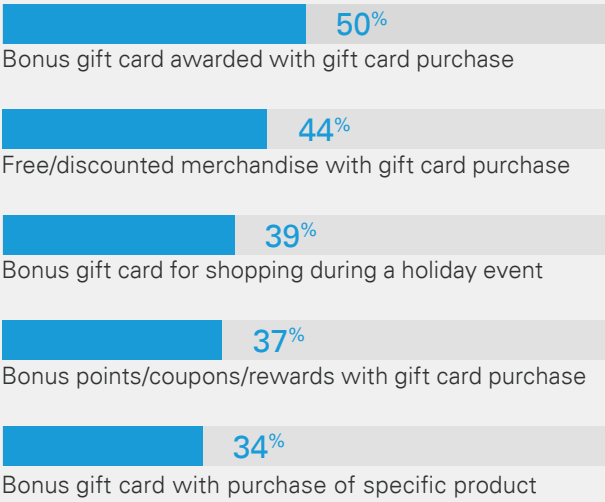 50%
Bonus gift card awarded with gift card purchase
44%
Free/discounted merchandise with gift card purchase
39%
Bonus gift card for shopping during a holiday event
37%
Bonus points/coupons/rewards with gift card purchase
34%
Bonus gift card with purchase of specific product